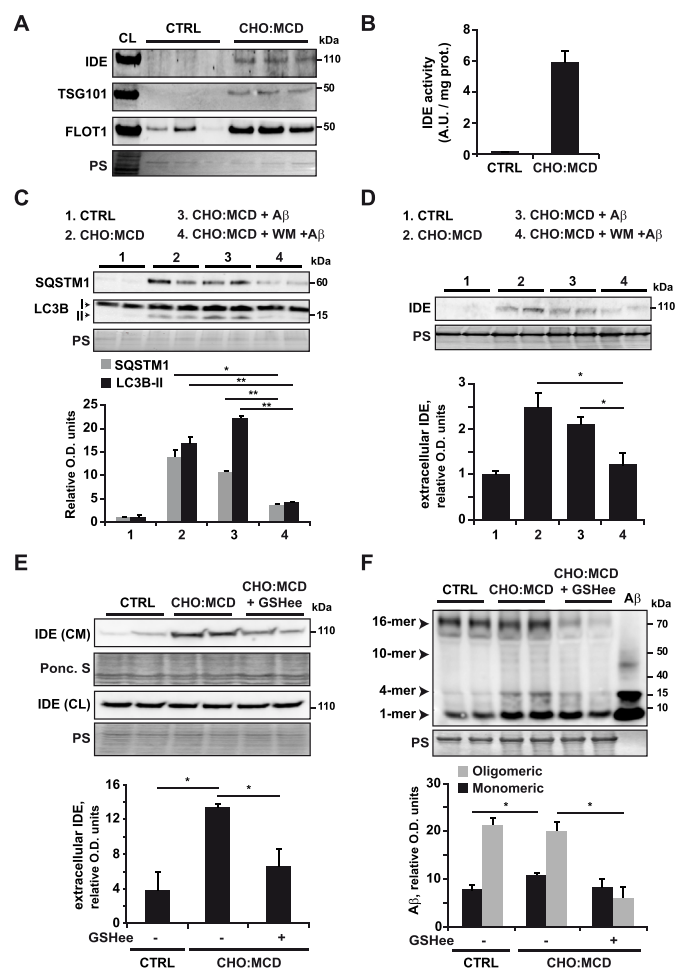 A
CL
CTRL
CHO:MCD
kDa
IDE
110
TSG101
50
FLOT1
50
PS
B
IDE activity
(A.U. / mg prot.)
8
6
4
2
0
CTRL
CHO:MCD
C
1. CTRL
3. CHO:MCD + Aβ
2. CHO:MCD
4. CHO:MCD + WM +Aβ
1 2 3 4 kDa
SQSTM1
60
LC3B
I
II
15
PS
SQSTM1
LC3B-II
*
**
**
**
Relative O.D. units
25
20
15
10
5
0
1 2 3 4
D
1. CTRL
3. CHO:MCD + Aβ
2. CHO:MCD
4. CHO:MCD + WM +Aβ
1 2 3 4 kDa
IDE
110
PS
extracellular IDE,
relative O.D. units
3
2
1
0
*
*
1 2 3 4
E
CTRL
CHO:MCD
CHO:MCD
+ GSHee
kDa
IDE (CM)
110
Ponc. S
IDE (CL)
110
PS
extracellular IDE,
relative O.D. units
16
12
8
4
0
*
*
GSHee - - +
CTRL
CHO:MCD
F
CTRL
CHO:MCD
CHO:MCD
+ GSHee
Aβ
kDa
16-mer
70
10-mer
50
40
4-mer
15
1-mer
10
PS
Oligomeric
Monomeric
Aβ, relative O.D. units
30
20
10
0
*
*
GSHee - - +
CTRL
CHO:MCD